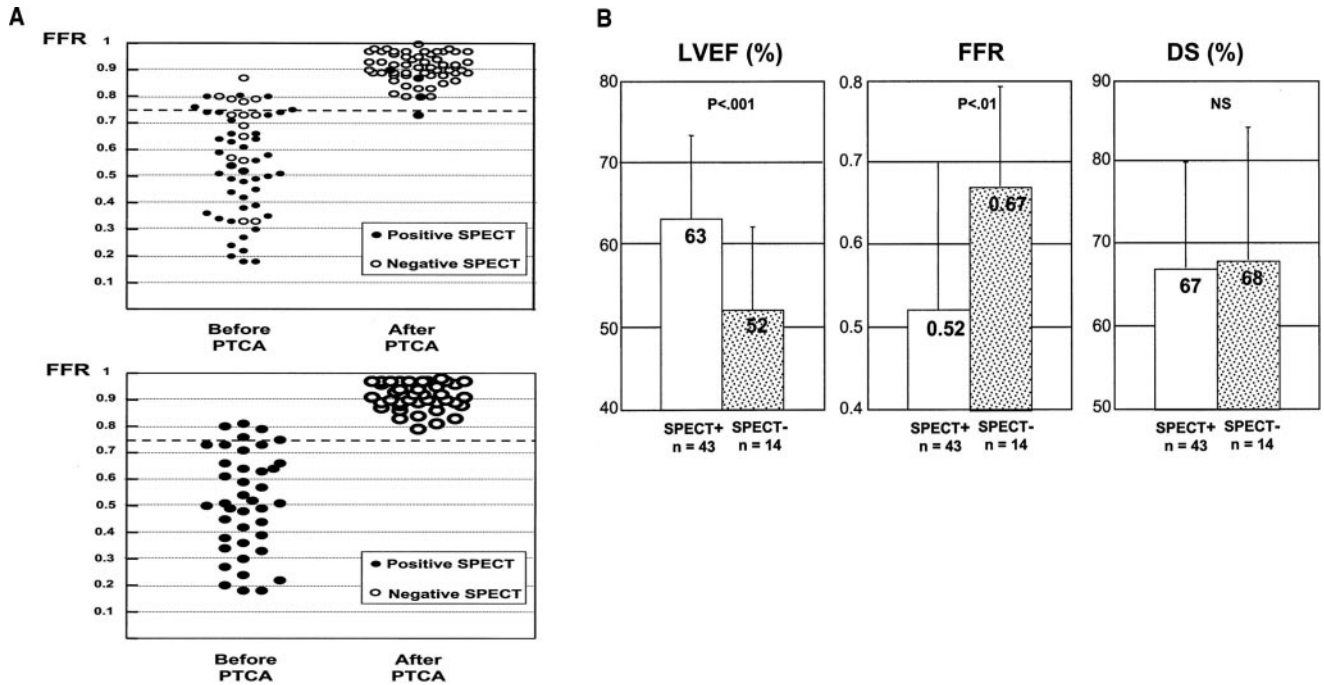 A
FFR
1
0.9
0.8
0.7
0.6
0.5
0.4
0.3
0.2
0.1
Positive SPECT
Negative SPECT
Before
PTCA
After
PTCA
FFR
1
0.9
0.8
0.7
0.6
0.5
0.4
0.3
0.2
0.1
Positive SPECT
Negative SPECT
Before
PTCA
After
PTCA
B
LVEF (%)
80
70
60
50
40
P<.001
63
52
SPECT+
n = 43
SPECT-
n = 14
FFR
0.8
0.7
0.6
0.5
0.4
P<.01
0.52
0.67
SPECT+
n = 43
SPECT-
n = 14
DS (%)
90
80
70
60
50
NS
67
68
SPECT+
n = 43
SPECT-
n = 14